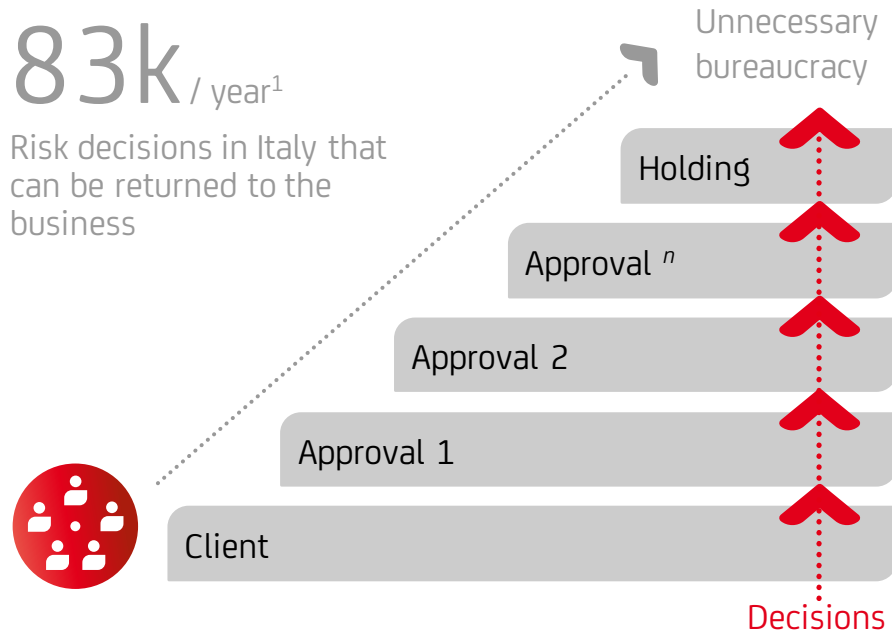 83k / year¹
Risk decisions in Italy that
can be returned to the
business
Unnecessary
bureaucracy
Holding
Approval ⁿ
Approval 2
Approval 1
Client
Decisions